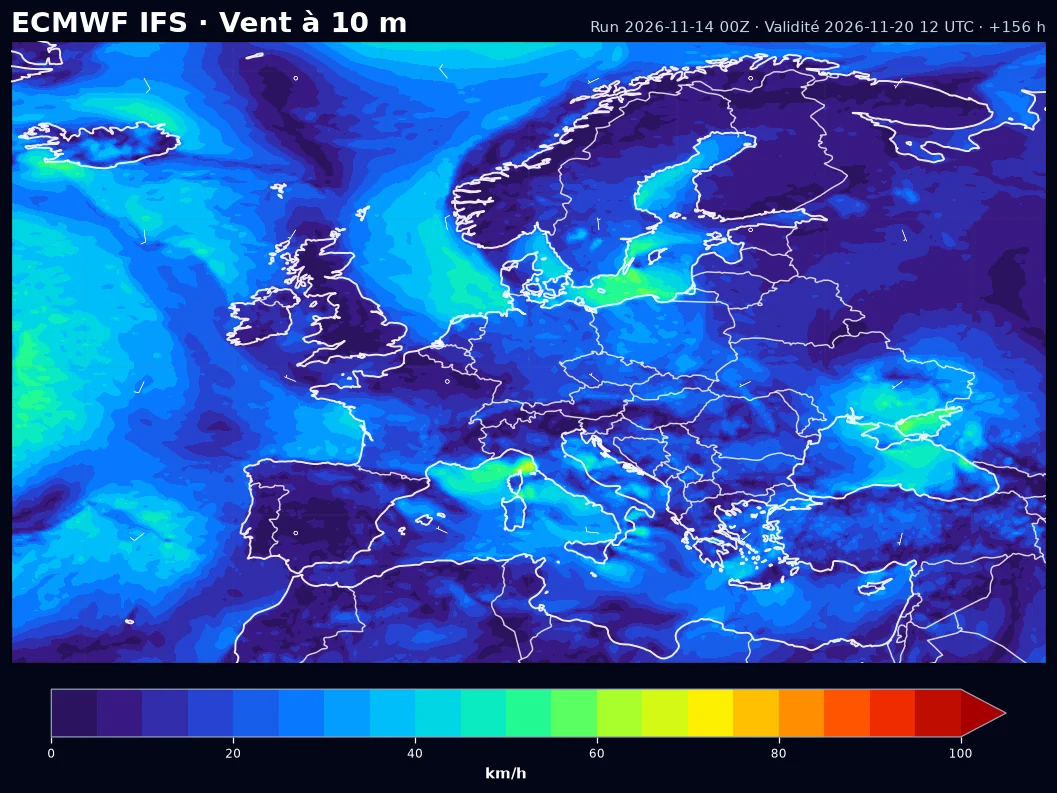 ECMWF IFS · Vent à 10 m
Run 2026-11-14 00Z · Validité 2026-11-20 12 UTC · +156 h
0 20 40 60 80 100
km/h